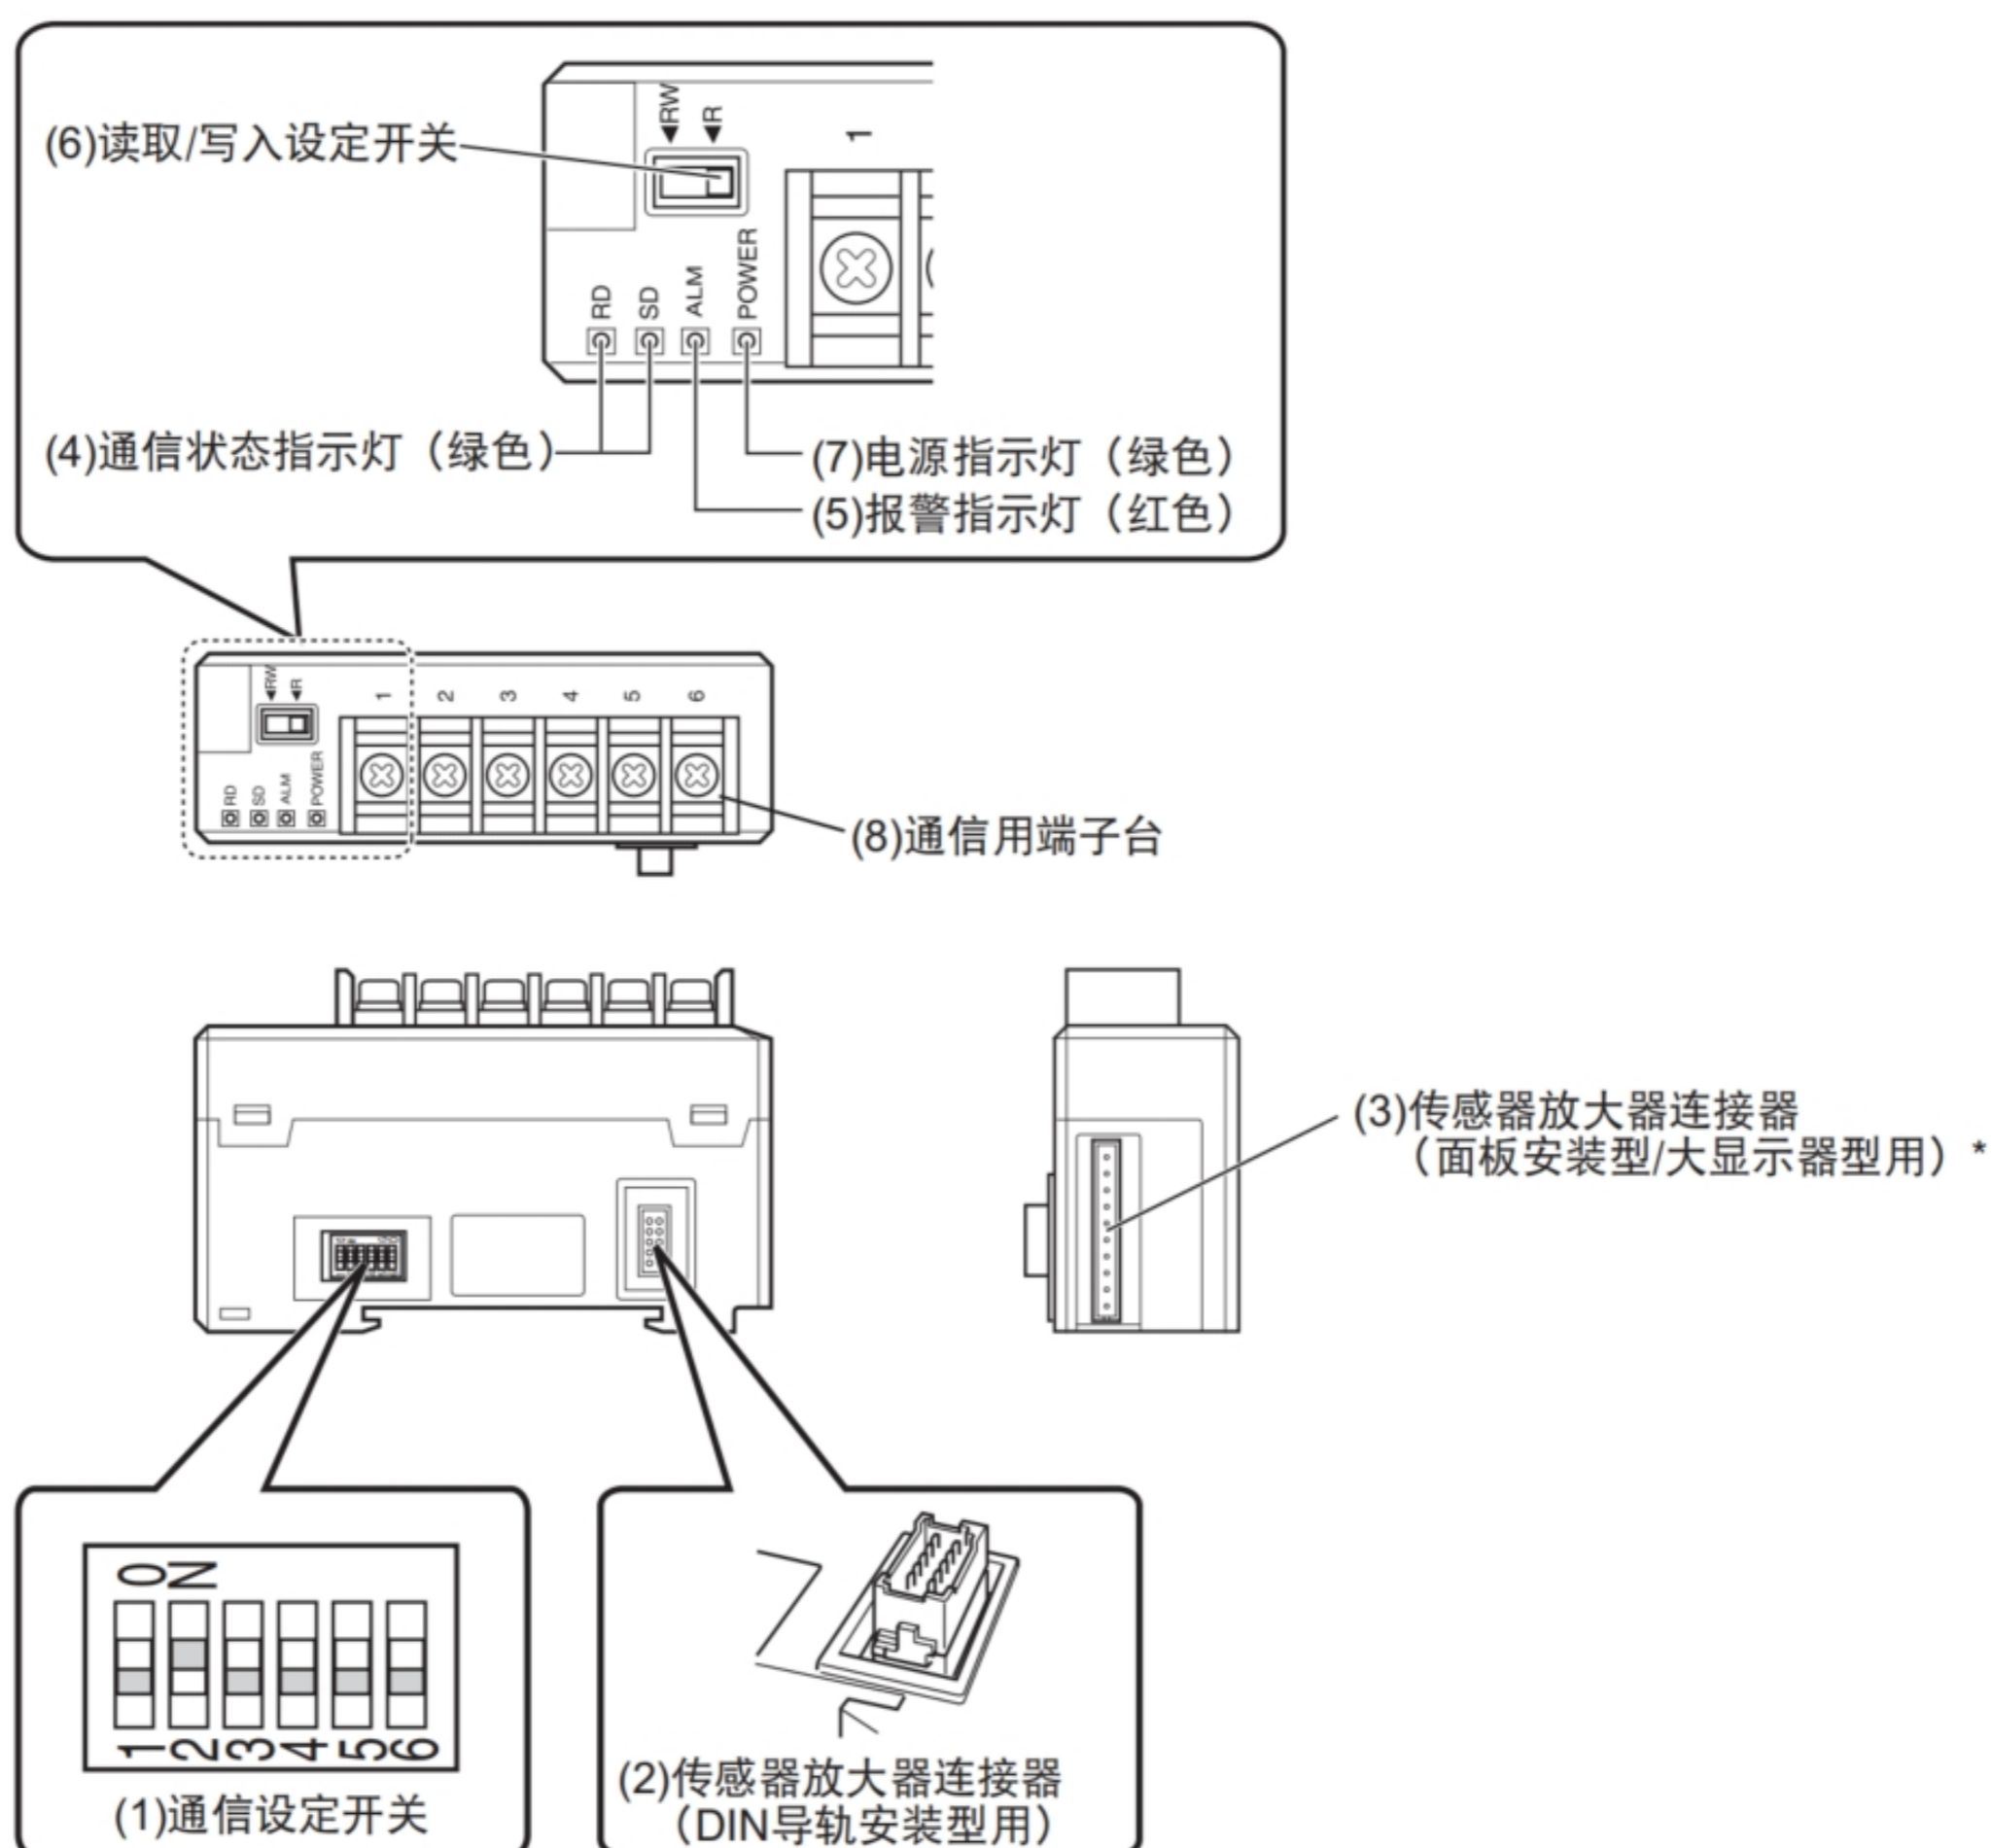 RW
R
1
(6)读取/写入设定开关
RD
SD
ALM
POWER
(4)通信状态指示灯（绿色）
(7)电源指示灯（绿色）
(5)报警指示灯（红色）
RW
R
1 2 3 4 5 6
RD
SD
ALM
POWER
(8)通信用端子台
(3)传感器放大器连接器
（面板安装型/大显示器型用）*
ON
1 2 3 4 5 6
(1)通信设定开关
(2)传感器放大器连接器
（DIN导轨安装型用）